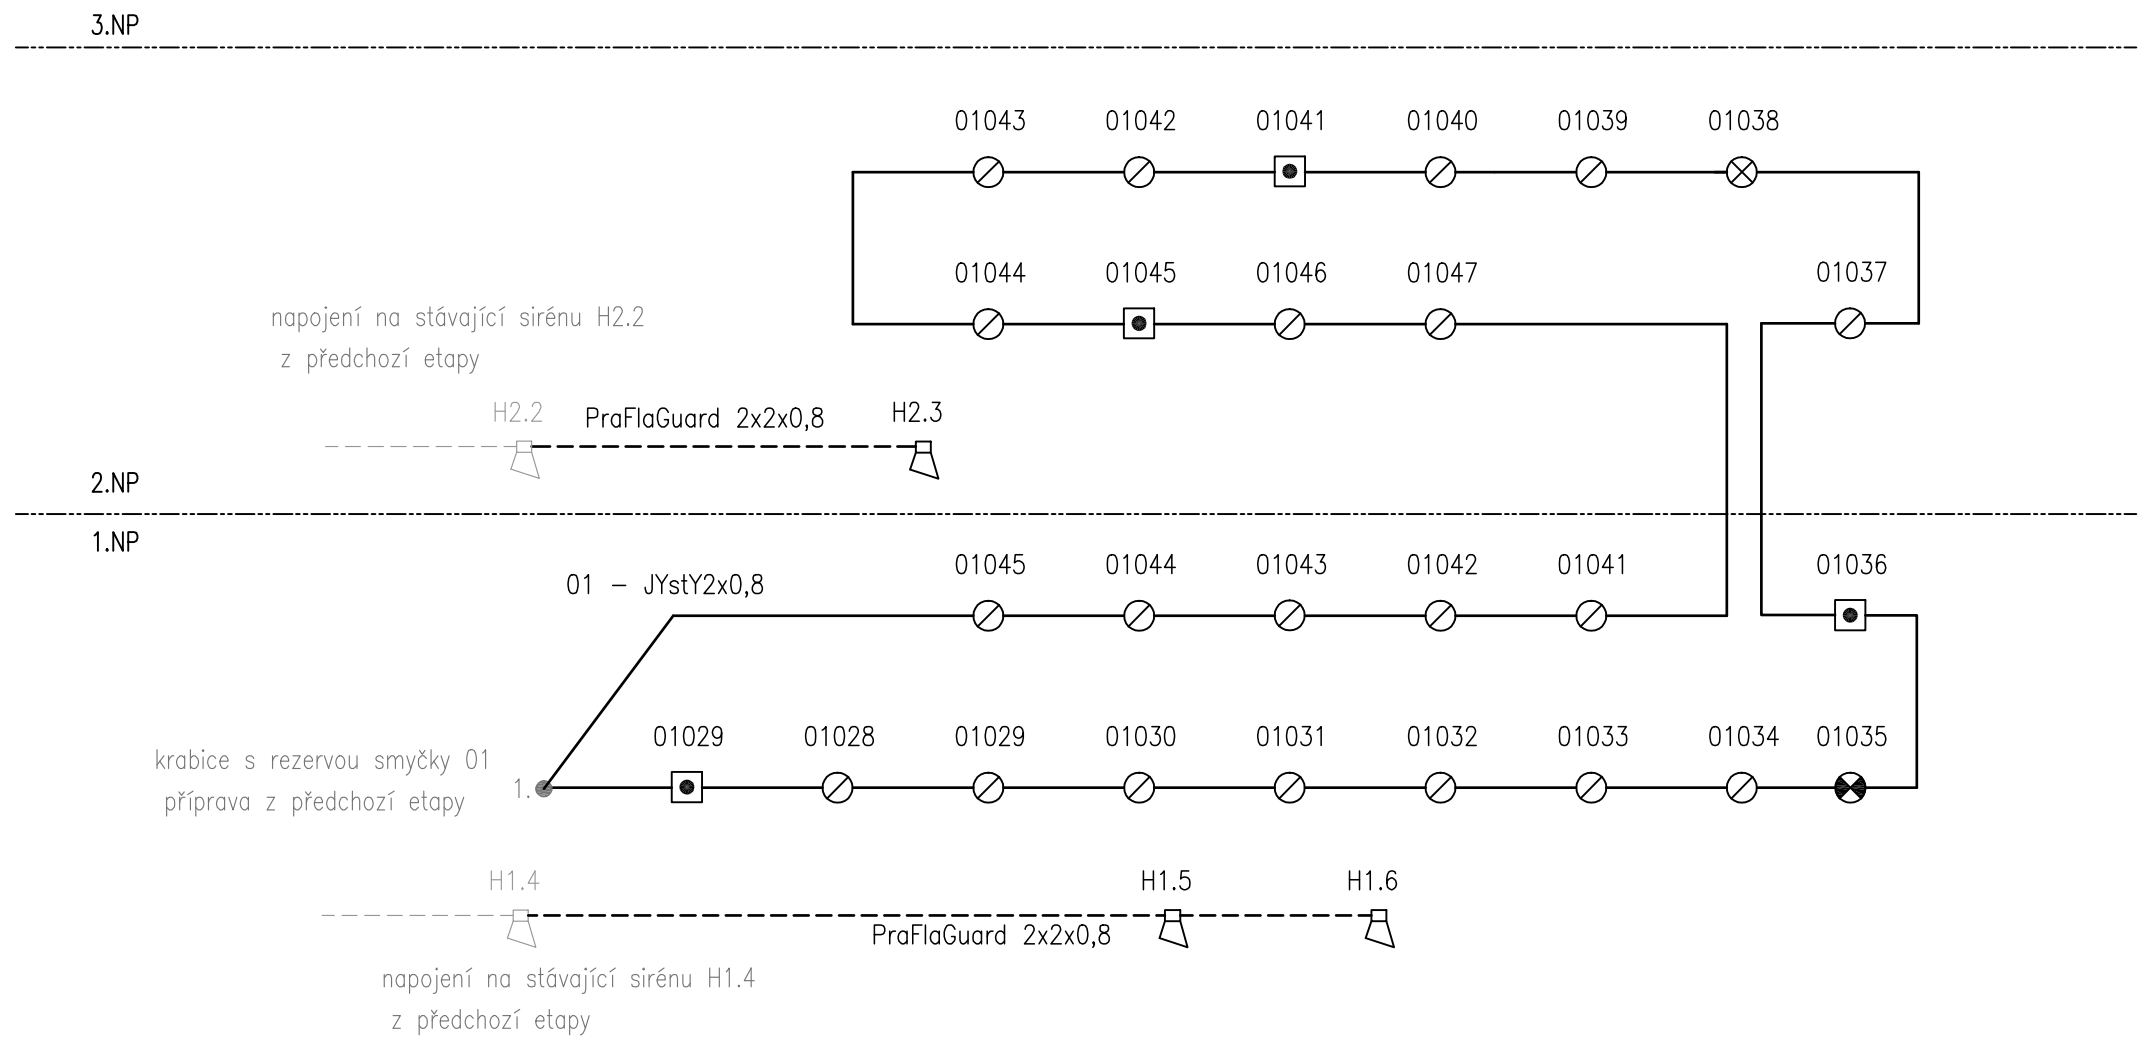 3.NP
01043 01042 01041 01040 01039 01038
01044 01045 01046 01047 01037
napojení na stávající sirénu H2.2
z předchozí etapy
H2.2 PraFlaGuard 2x2x0,8 H2.3
2.NP
1.NP
01045 01044 01043 01042 01041 01036
01 - JYstY2x0,8
01029 01028 01029 01030 01031 01032 01033 01034 01035
krabice s rezervou smyčky 01
1.
příprava z předchozí etapy
H1.4 H1.5 H1.6
PraFlaGuard 2x2x0,8
napojení na stávající sirénu H1.4
z předchozí etapy